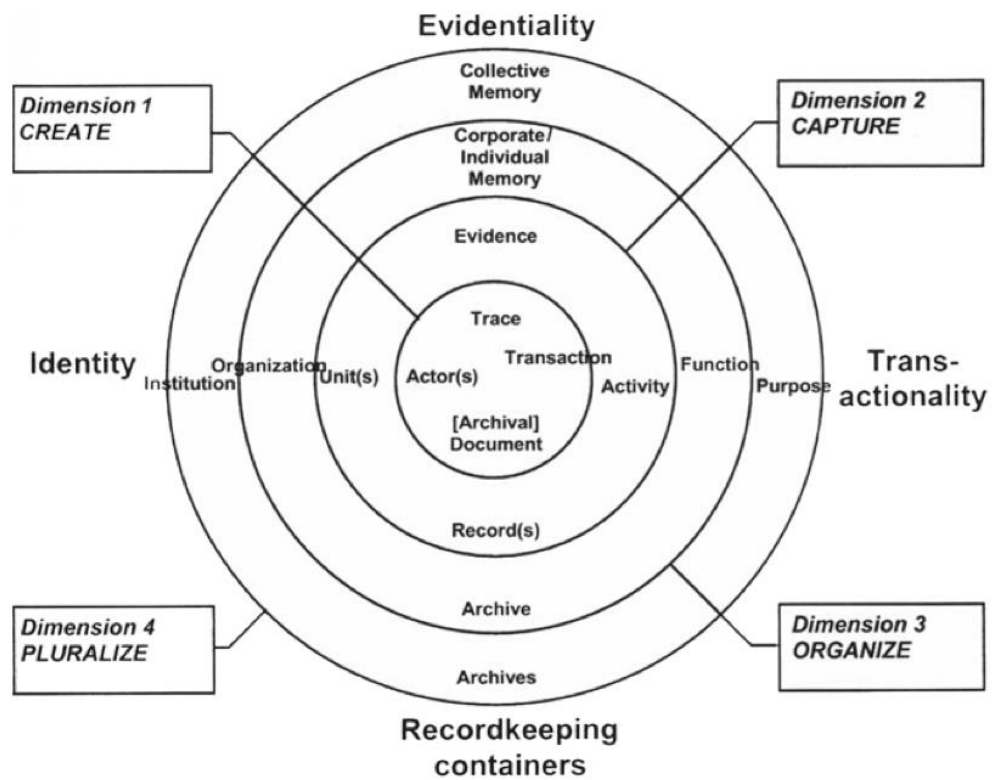 Evidentiality
Collective
Memory
Dimension 1
CREATE
Dimension 2
CAPTURE
Corporate/
Individual
Memory
Evidence
Trace
Identity
Institution
Organization
Unit(s)
Actor(s)
Transaction
Activity
Function
Purpose
Trans-
actionality
[Archival]
Document
Record(s)
Archive
Dimension 4
PLURALIZE
Dimension 3
ORGANIZE
Archives
Recordkeeping
containers